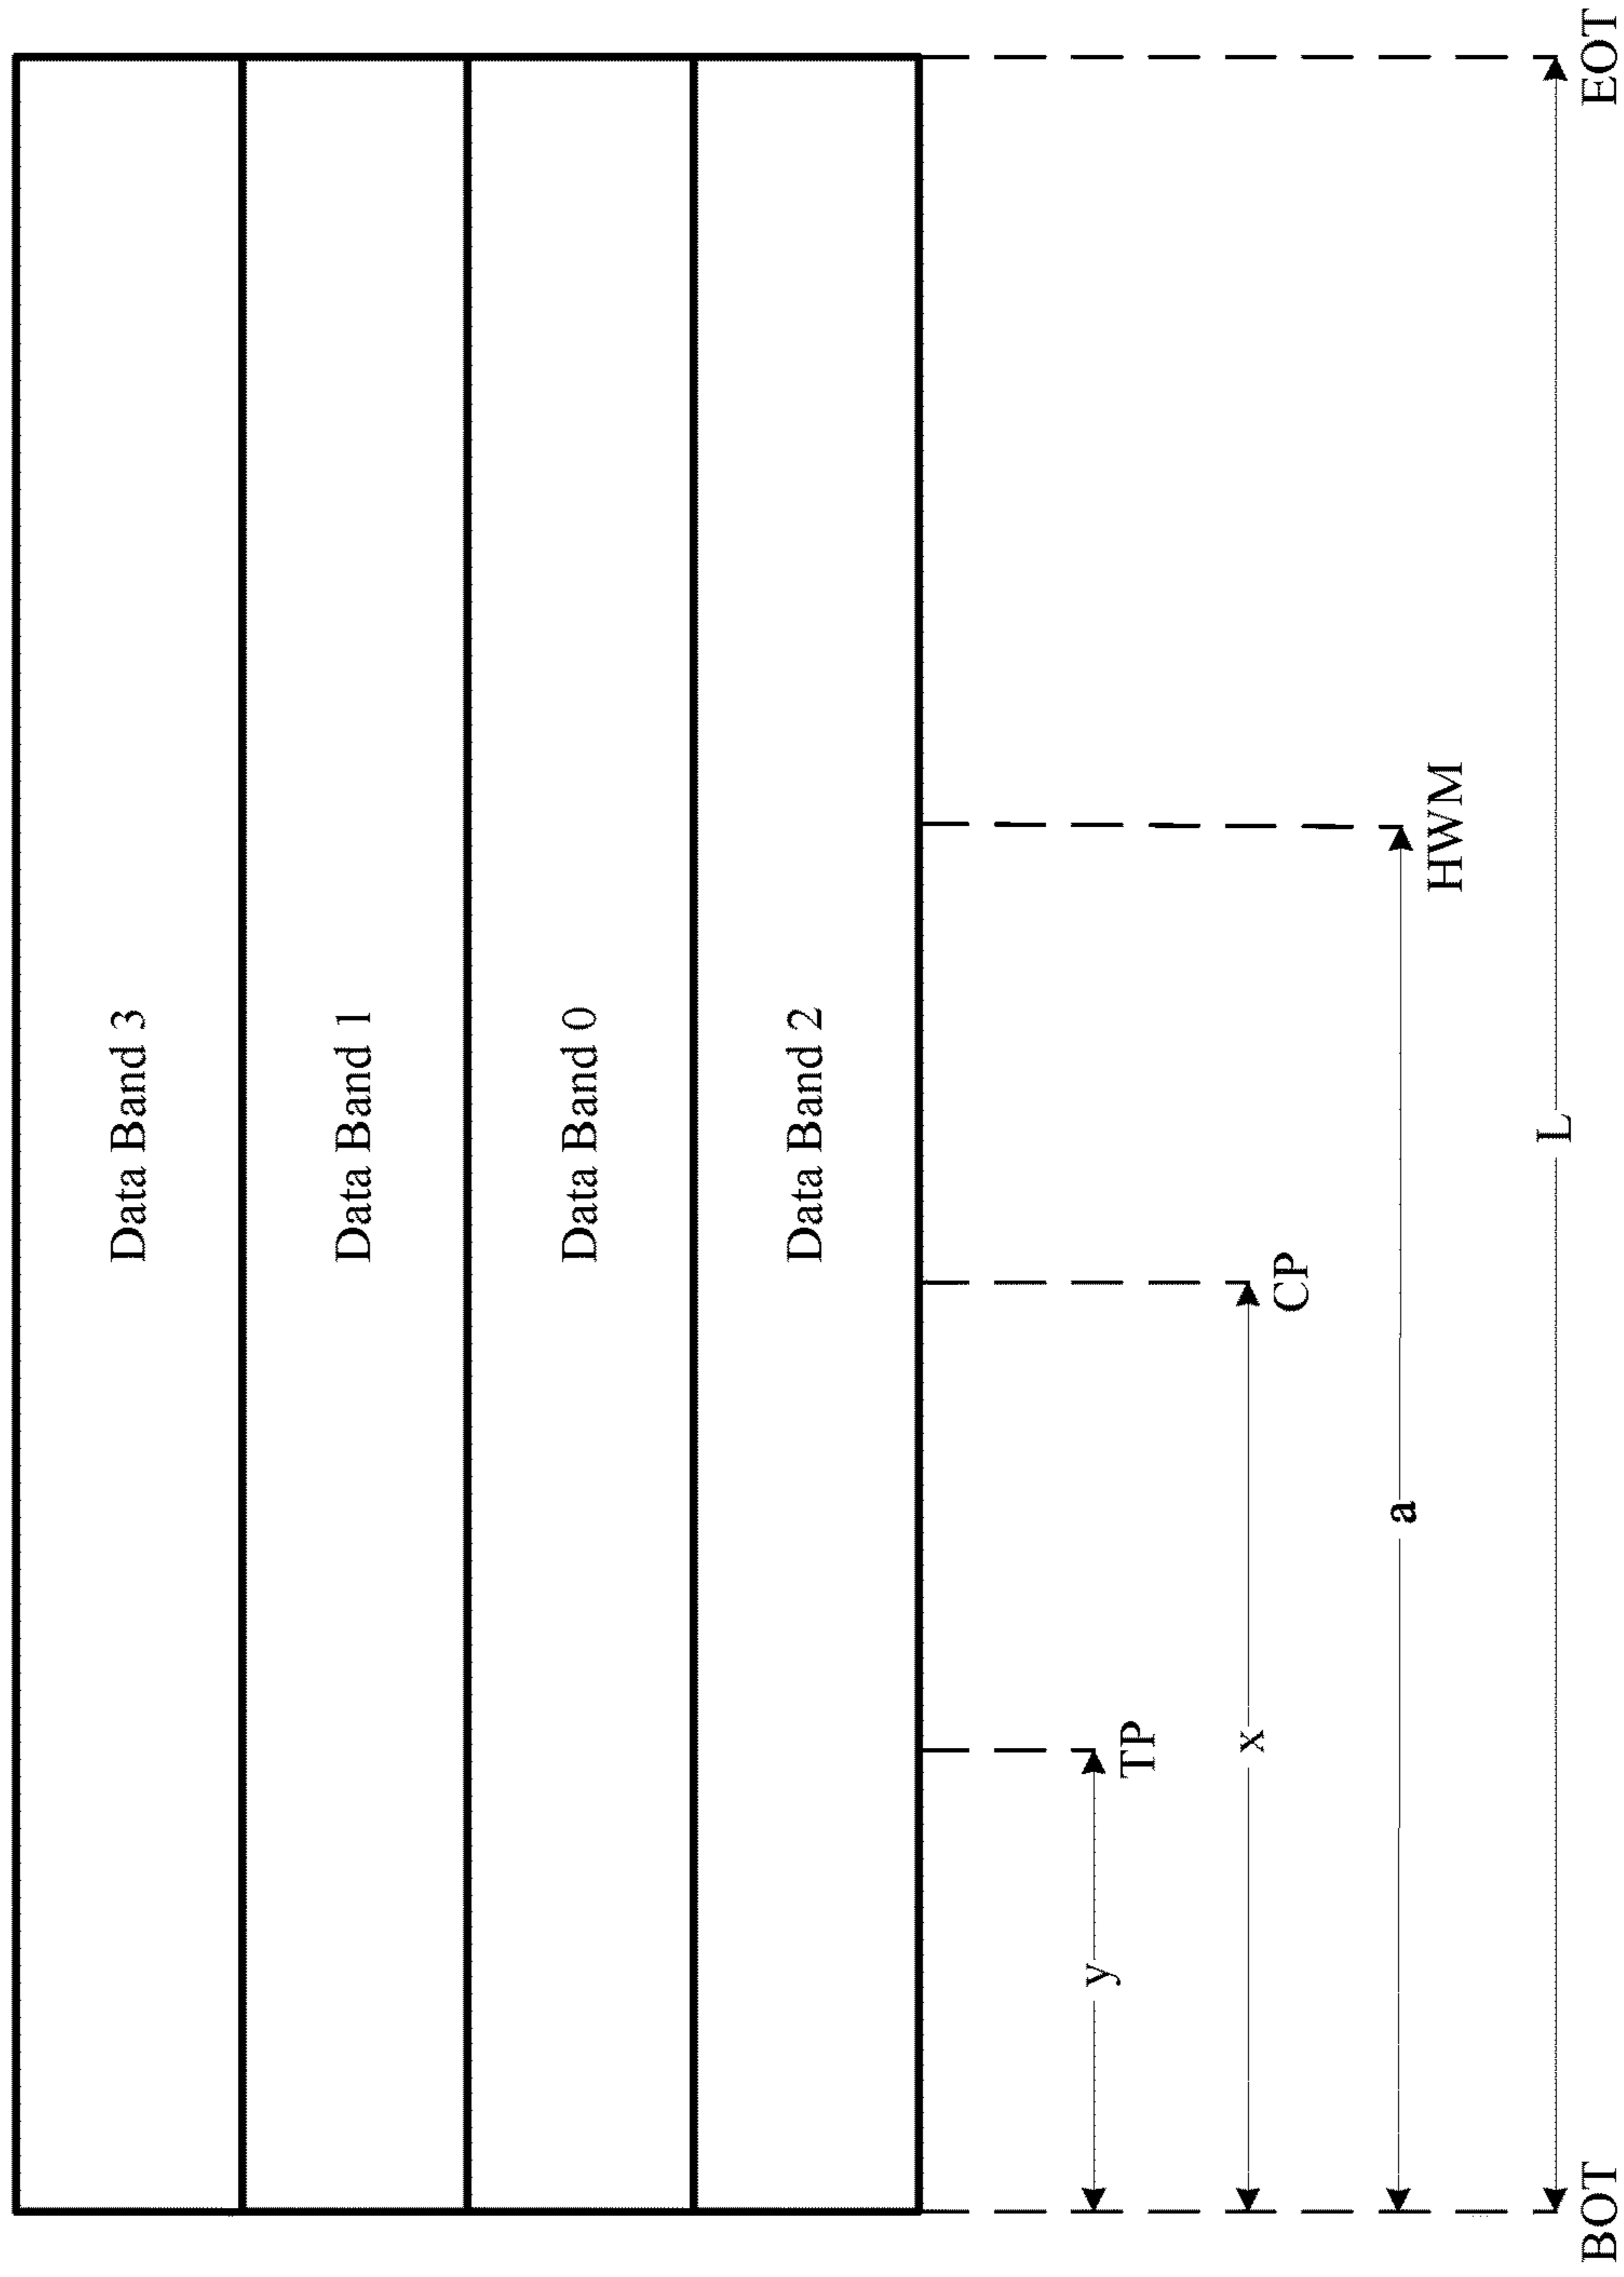 Data Band 3
Data Band 1
Data Band 0
Data Band 2
y
TP
x
CP
a
HWM
L
BOT
EOT